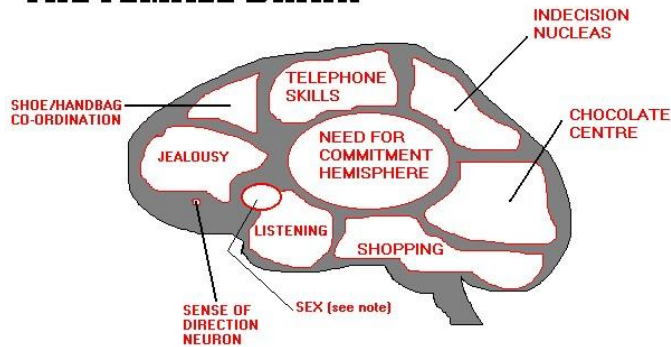 INDECISION
NUCLEAS
TELEPHONE
SKILLS
SHOE/HANDBAG
CO-ORDINATION
CHOCOLATE
CENTRE
JEALOUSY
NEED FOR
COMMITMENT
HEMISPHERE
LISTENING
SHOPPING
SEX (see note)
SENSE OF
DIRECTION
NEURON